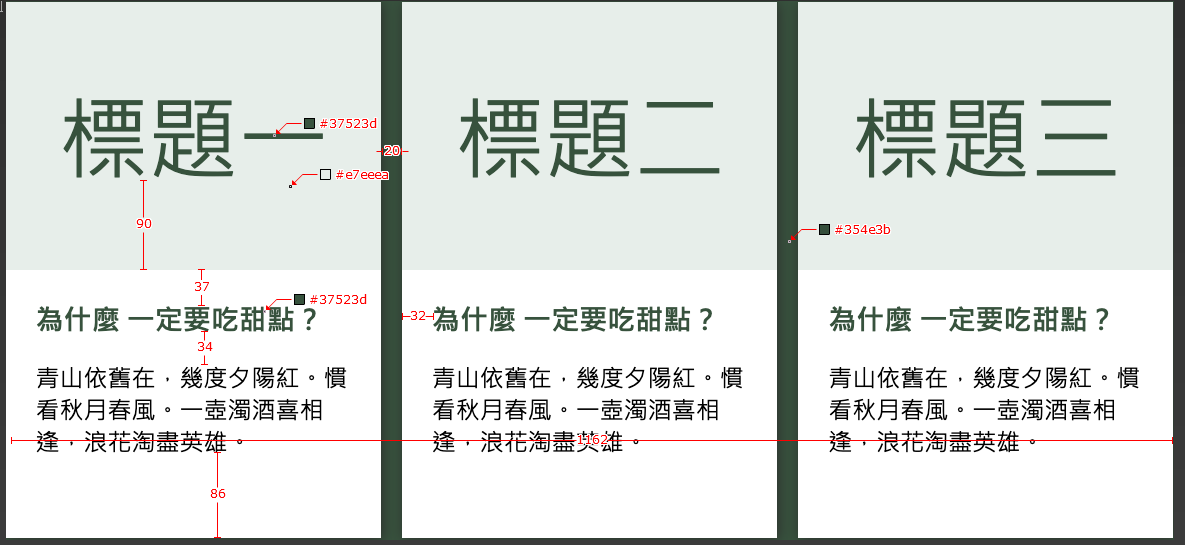 標題一
#37523d
#e7eeea
20
90
標題二
標題三
#354e3b
37
#37523d
為什麼 一定要吃甜點？
34
青山依舊在，幾度夕陽紅。慣
看秋月春風。一壺濁酒喜相
逢，浪花淘盡英雄。
86
32
為什麼 一定要吃甜點？
青山依舊在，幾度夕陽紅。慣
看秋月春風。一壺濁酒喜相
逢，浪花淘盡英雄。
1162
為什麼 一定要吃甜點？
青山依舊在，幾度夕陽紅。慣
看秋月春風。一壺濁酒喜相
逢，浪花淘盡英雄。